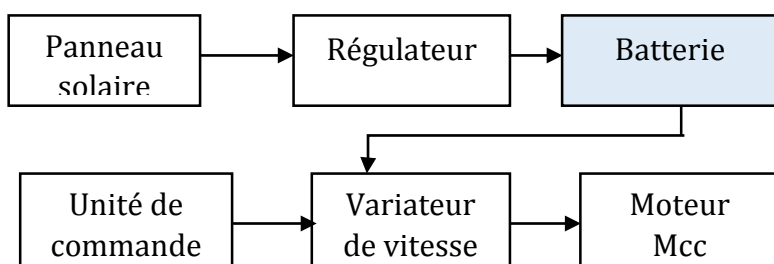 Panneau
solaire
Régulateur
Batterie
Unité de
commande
Variateur
de vitesse
Moteur
Mcc